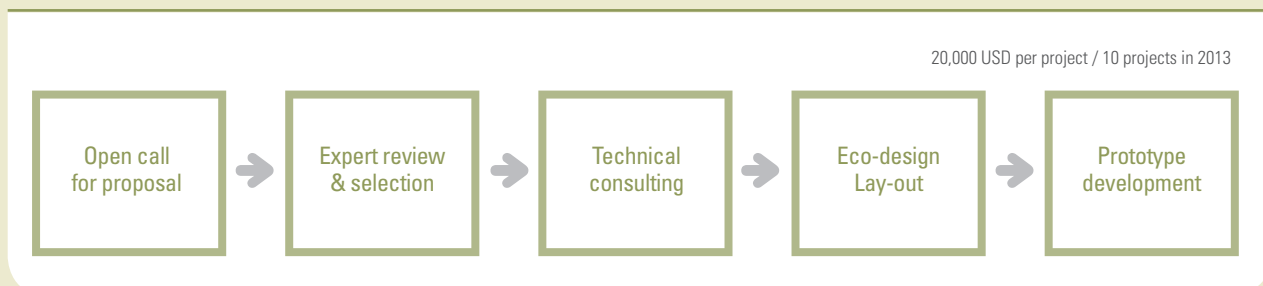 20,000 USD per project / 10 projects in 2013
Open call
for proposal
Expert review
& selection
Technical
consulting
Eco-design
Lay-out
Prototype
development